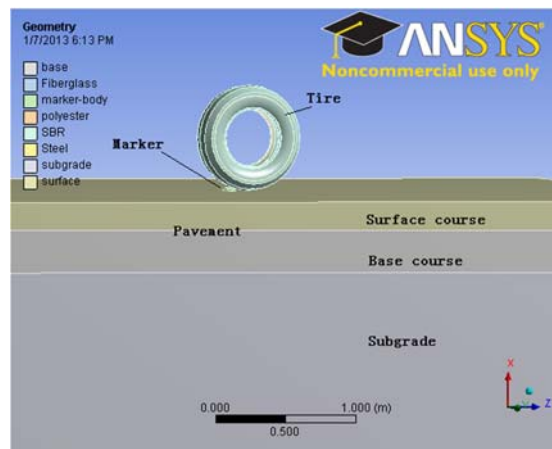 Geometry
1/7/2013 6:13 PM
base
Fiberglass
marker-body
polyester
SBR
Steel
subgrade
surface
ANSYS
Noncommercial use only
Tire
Marker
Pavement
Surface course
Base course
Subgrade
0.000
1.000 (m)
0.500
X
Y
Z